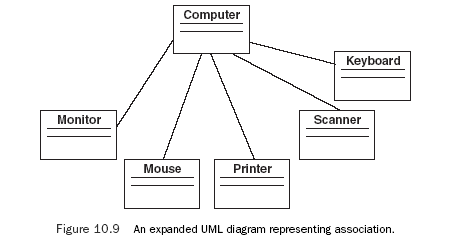 Computer
Keyboard
Monitor
Scanner
Mouse
Printer
Figure 10.9 An expanded UML diagram representing association.